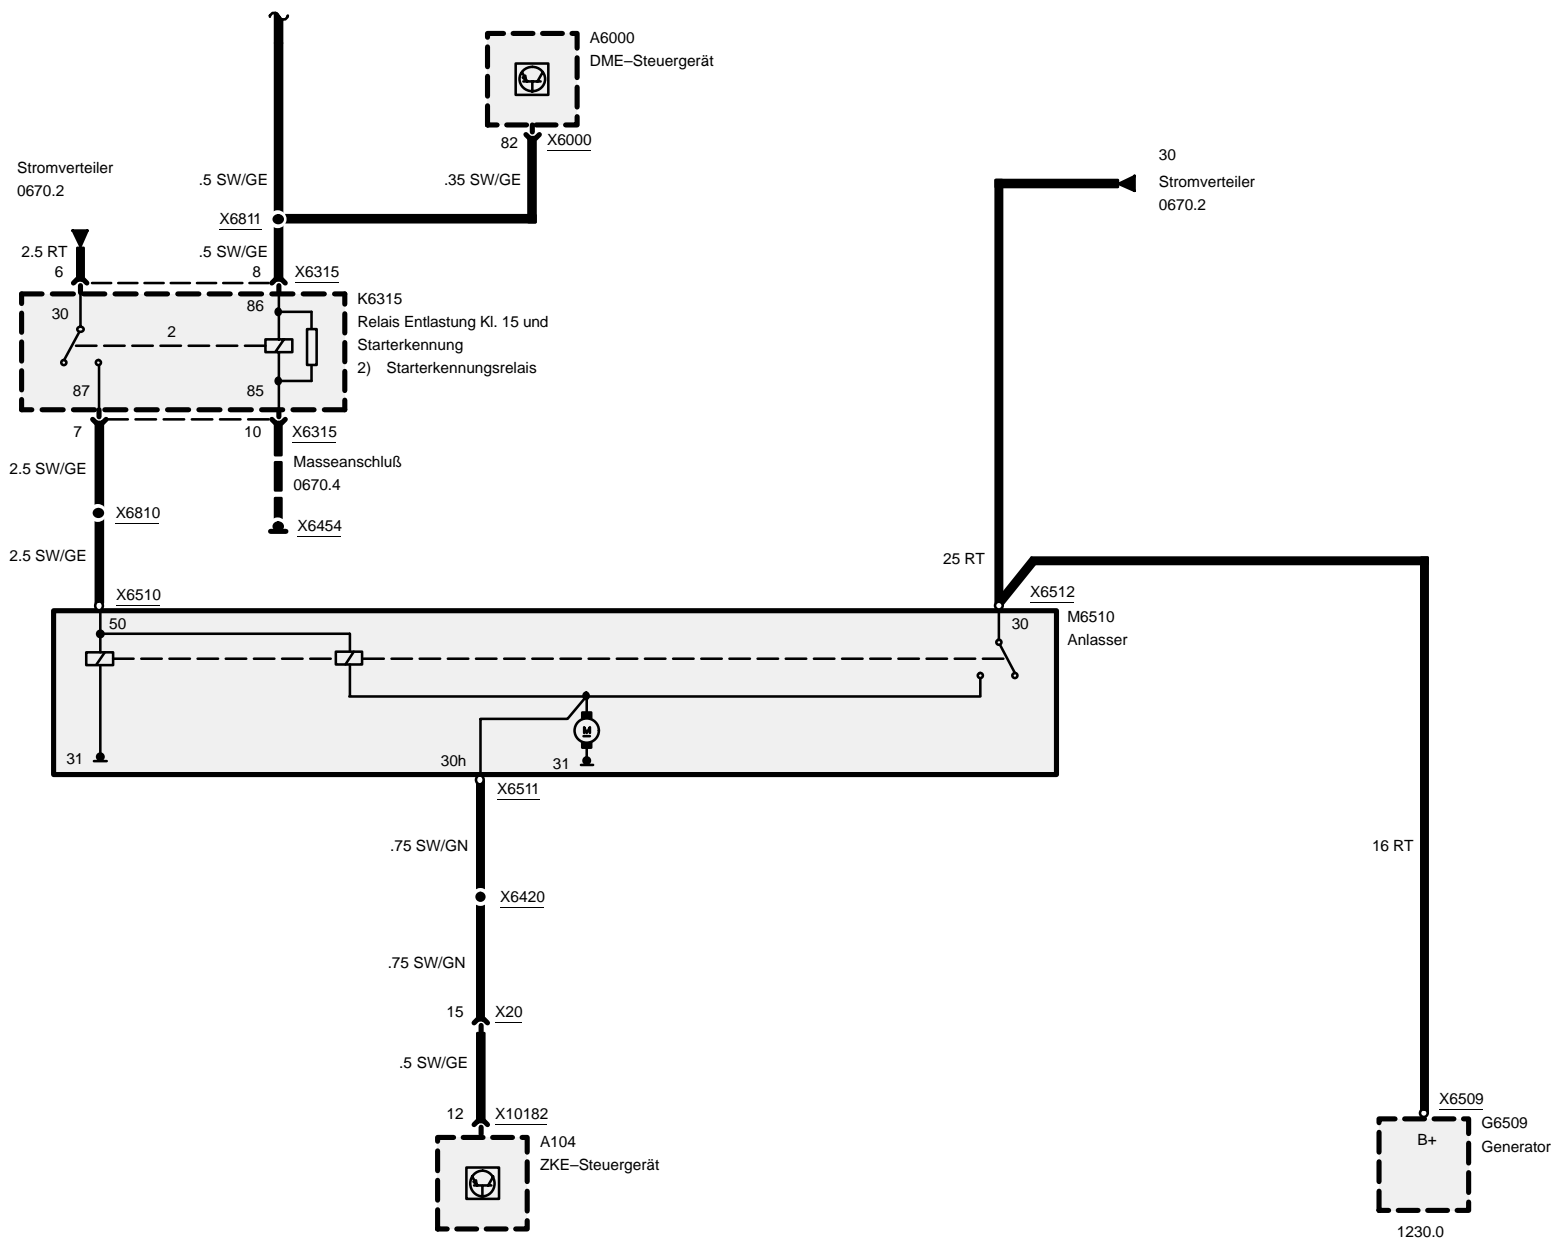 A6000
DME–Steuergerät
82
X6000
Stromverteiler
0670.2
.5 SW/GE
.35 SW/GE
30
Stromverteiler
0670.2
X6811
2.5 RT
.5 SW/GE
6
8
X6315
30
86
K6315
Relais Entlastung Kl. 15 und
Starterkennung
2) Starterkennungsrelais
2
87
85
7
10
X6315
2.5 SW/GE
Masseanschluß
0670.4
X6810
X6454
2.5 SW/GE
25 RT
X6510
X6512
50
30
M6510
Anlasser
M
31
30h
31
X6511
.75 SW/GN
16 RT
X6420
.75 SW/GN
15
X20
.5 SW/GE
12
X10182
X6509
A104
ZKE–Steuergerät
B+
G6509
Generator
1230.0